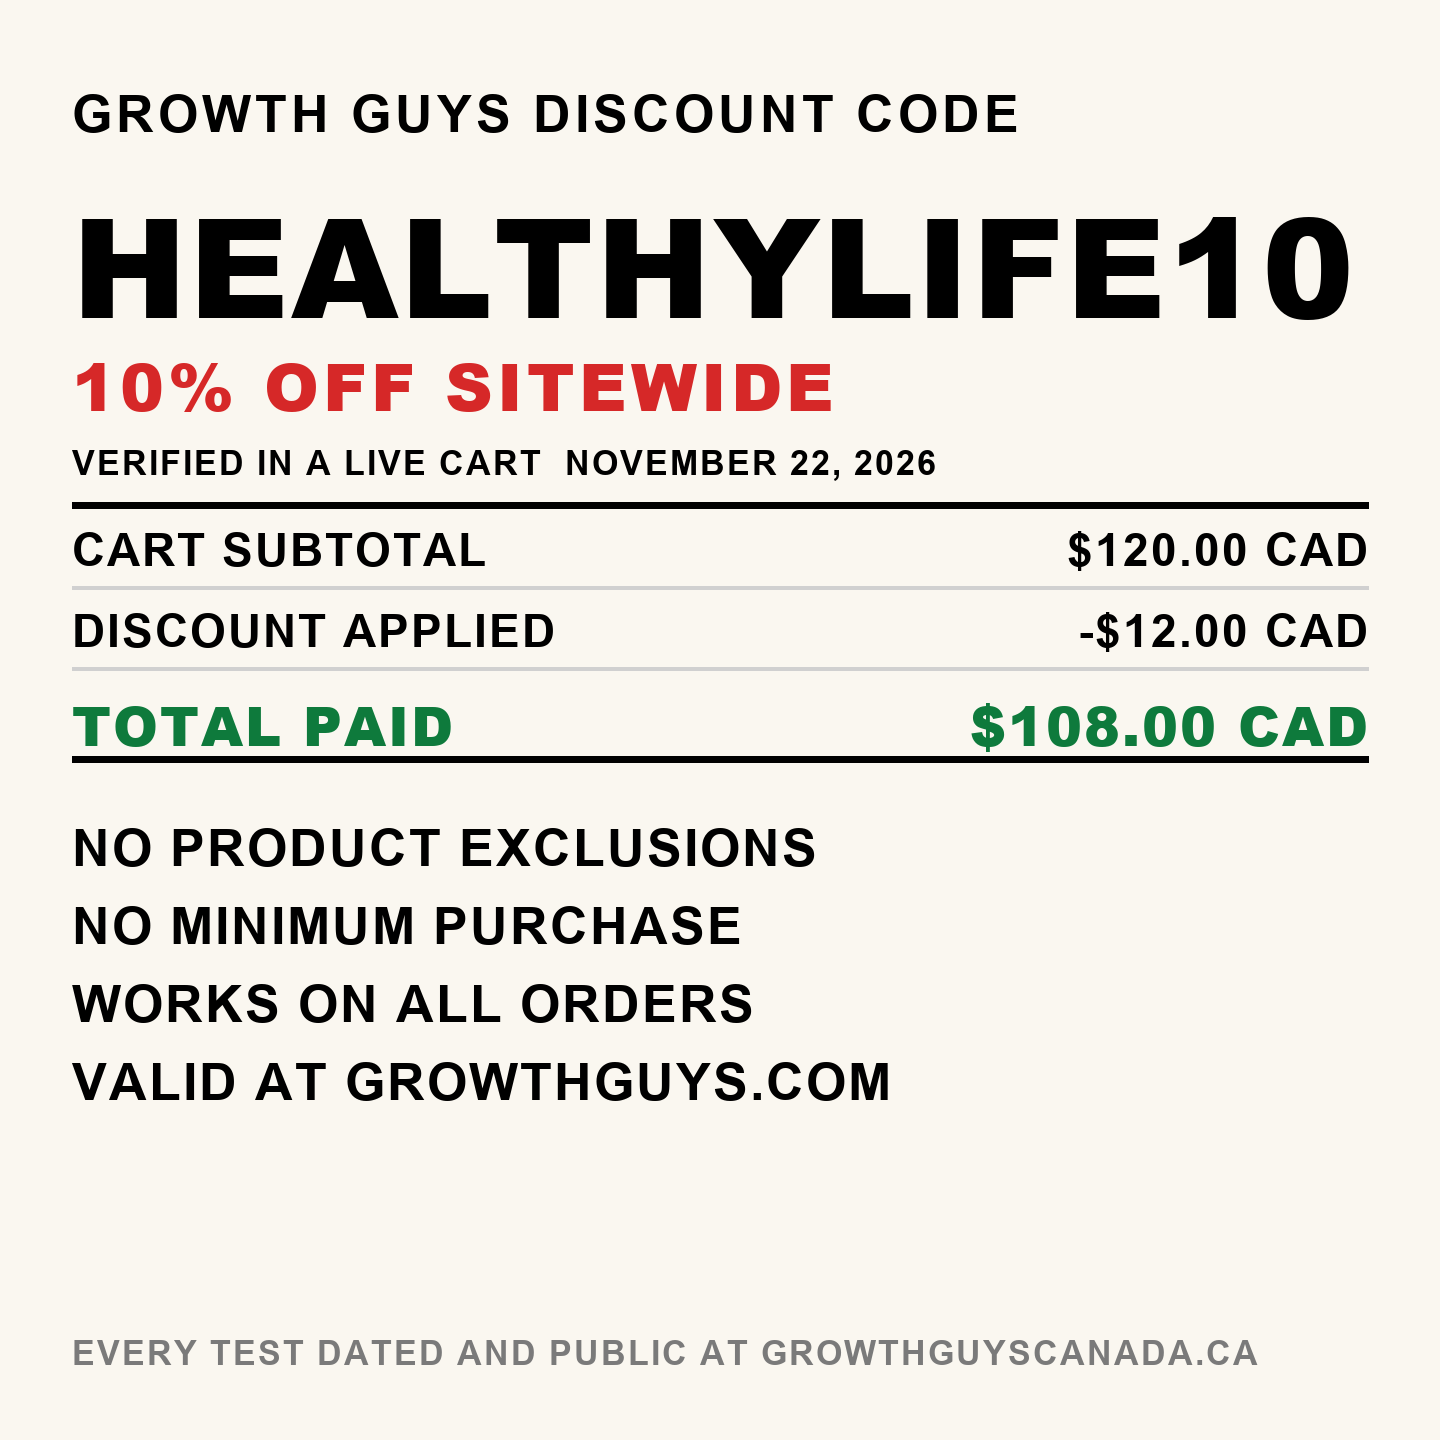 GROWTH GUYS DISCOUNT CODE
HEALTHYLIFE10
10% OFF SITEWIDE
VERIFIED IN A LIVE CART NOVEMBER 22, 2026
CART SUBTOTAL $120.00 CAD
DISCOUNT APPLIED -$12.00 CAD
TOTAL PAID $108.00 CAD
NO PRODUCT EXCLUSIONS
NO MINIMUM PURCHASE
WORKS ON ALL ORDERS
VALID AT GROWTHGUYS.COM
EVERY TEST DATED AND PUBLIC AT GROWTHGUYSCANADA.CA